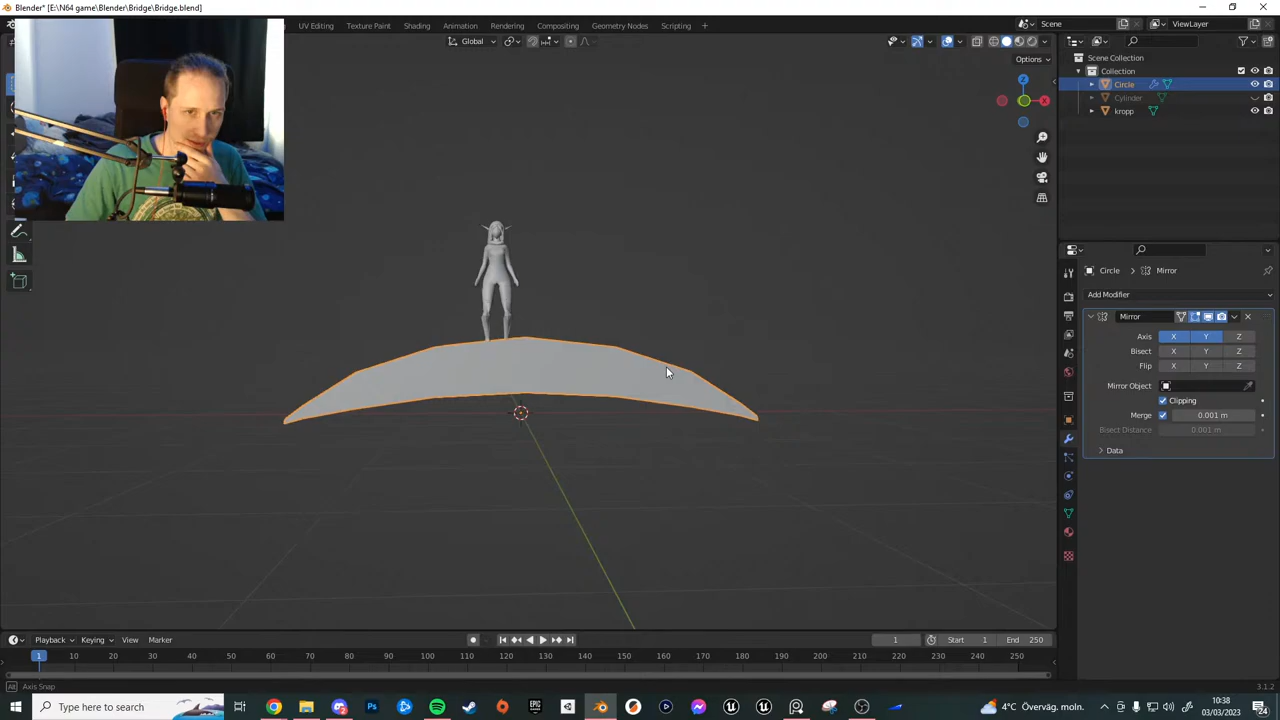 Blender* [E:\N64 game\Blender\Bridge\Bridge.blend]
UV Editing Texture Paint Shading Animation Rendering Compositing Geometry Nodes Scripting + Scene ViewLayer
Global
Options
Scene Collection
Collection
Circle
Cylinder
kropp
Z
X
Circle > Mirror
Add Modifier
Mirror
Axis X Y Z
Bisect X Y Z
Flip X Y Z
Mirror Object
Clipping
Merge 0.001 m
Bisect Distance 0.001 m
Data
Playback Keying View Marker 1 Start 1 End 250
1 10 20 30 40 50 60 70 80 90 100 110 120 130 140 150 160 170 180 190 200 210 220 230 240 250
Axis Snap 3.1.2
Type here to search
EPIC
4°C Överväg. moln.
10:38
03/03/2023
24